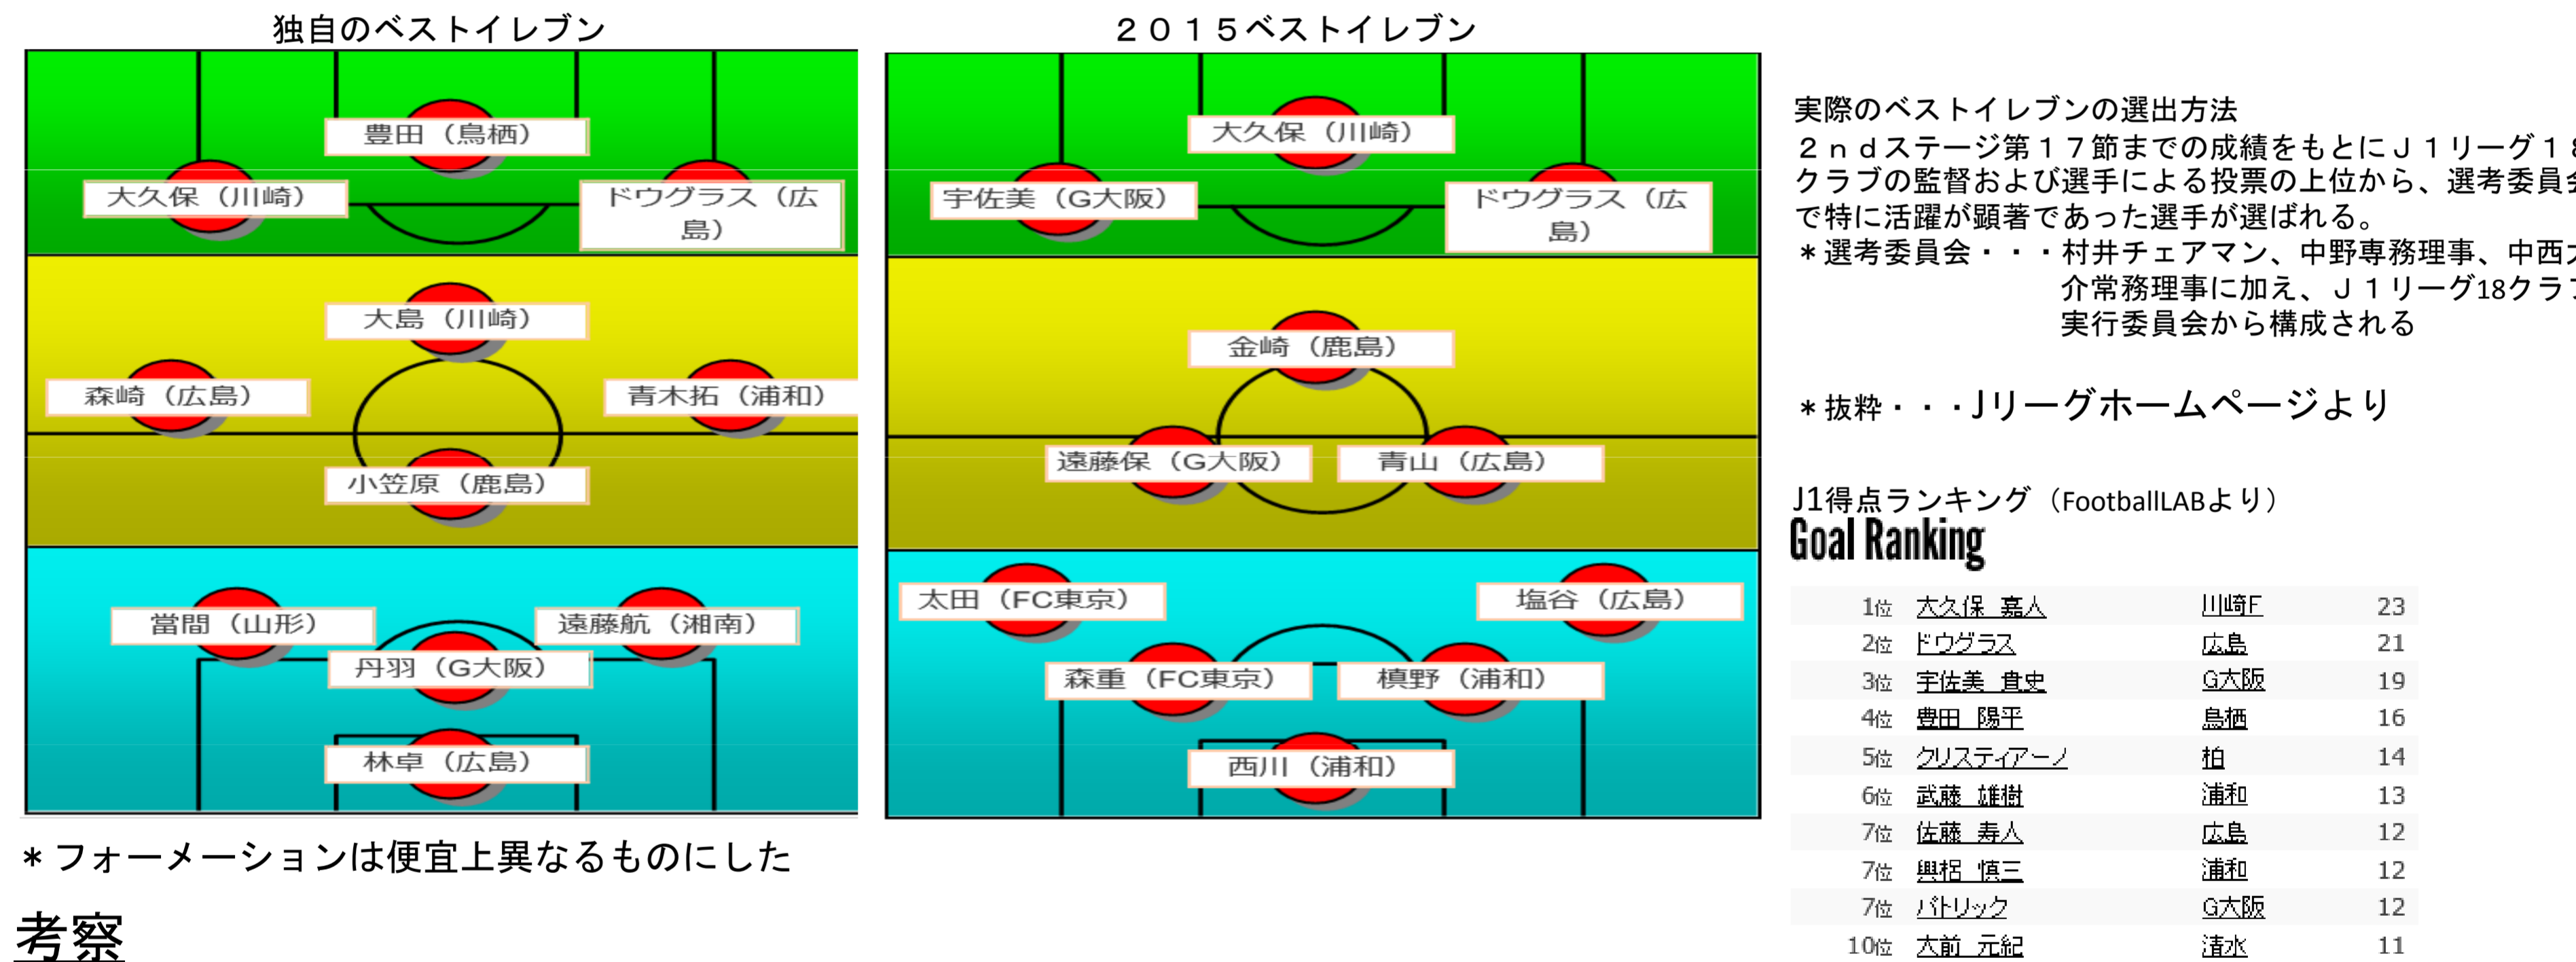 独自のベストイレブン
豊田（鳥栖）
大久保（川崎）
ドウグラス（広
島）
大島（川崎）
森崎（広島）
青木拓（浦和）
小笠原（鹿島）
當間（山形）
遠藤航（湘南）
丹羽（G大阪）
林卓（広島）
＊フォーメーションは便宜上異なるものにした
考察
２０１５ベストイレブン
大久保（川崎）
宇佐美（G大阪）
ドウグラス（広
島）
金崎（鹿島）
遠藤保（G大阪）
青山（広島）
太田（FC東京）
塩谷（広島）
森重（FC東京）
槙野（浦和）
西川（浦和）
実際のベストイレブンの選出方法
２ｎｄステージ第１７節までの成績をもとにＪ１リーグ１８
クラブの監督および選手による投票の上位から、選考委員会
で特に活躍が顕著であった選手が選ばれる。
＊選考委員会・・・村井チェアマン、中野専務理事、中西大
介常務理事に加え、Ｊ１リーグ18クラブ
実行委員会から構成される
＊抜粋・・・Jリーグホームページより
J1得点ランキング（FootballLABより）
Goal Ranking
1位 大久保 嘉人 川崎F 23
2位 ドウグラス 広島 21
3位 宇佐美 貴史 G大阪 19
4位 豊田 陽平 鳥栖 16
5位 クリスティアーノ 柏 14
6位 武藤 雄樹 浦和 13
7位 佐藤 寿人 広島 12
7位 興梠 慎三 浦和 12
7位 パトリック G大阪 12
10位 大前 元紀 清水 11